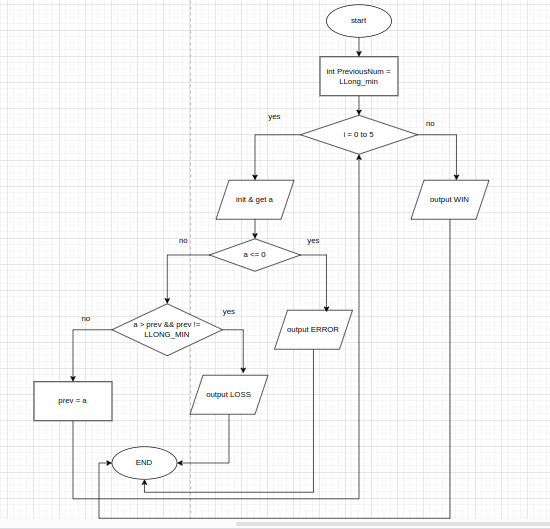 start
int PreviousNum =
LLong_min
yes
no
i = 0 to 5
init & get a
output WIN
no
yes
a <= 0
no
yes
a > prev && prev !=
LLONG_MIN
output ERROR
prev = a
output LOSS
END